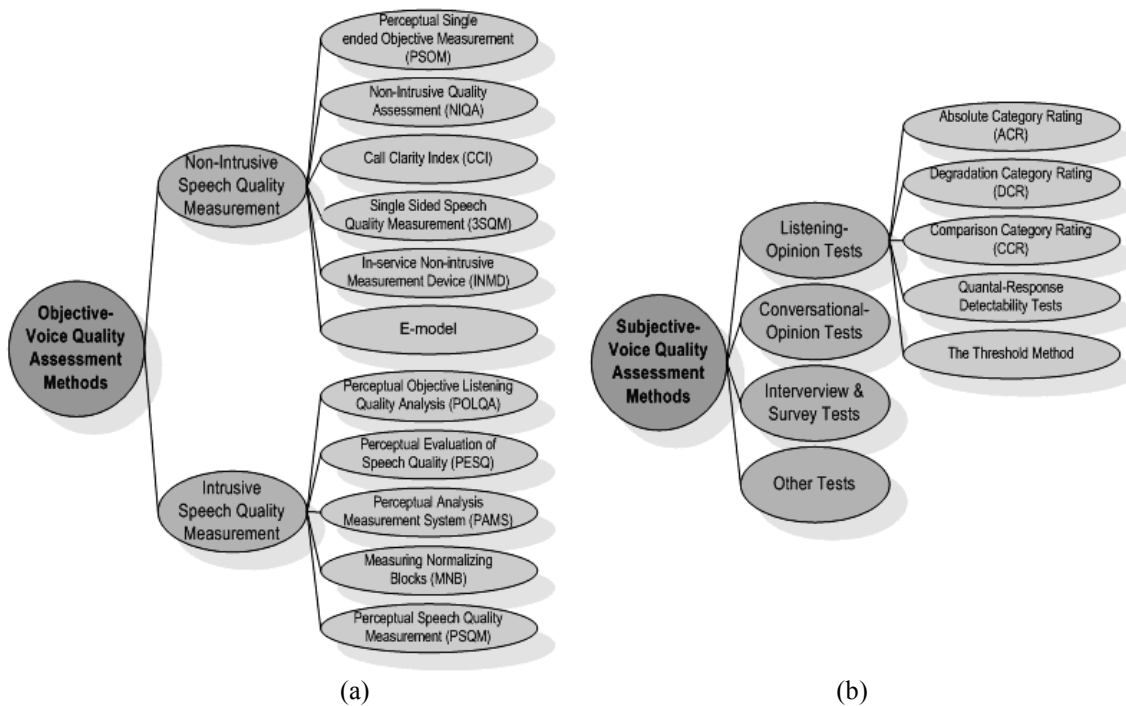 Objective-
Voice Quality
Assessment
Methods
Non-Intrusive
Speech Quality
Measurement
Perceptual Single
ended Objective Measurement
(PSOM)
Non-Intrusive Quality
Assessment (NIQA)
Call Clarity Index (CCI)
Single Sided Speech
Quality Measurement (3SQM)
In-service Non-intrusive
Measurement Device (INMD)
E-model
Intrusive
Speech Quality
Measurement
Perceptual Objective Listening
Quality Analysis (POLQA)
Perceptual Evaluation of
Speech Quality (PESQ)
Perceptual Analysis
Measurement System (PAMS)
Measuring Normalizing
Blocks (MNB)
Perceptual Speech Quality
Measurement (PSQM)
(a)
Subjective-
Voice Quality
Assessment
Methods
Listening-
Opinion Tests
Absolute Category Rating
(ACR)
Degradation Category Rating
(DCR)
Comparison Category Rating
(CCR)
Quantal-Response
Detectability Tests
The Threshold Method
Conversational-
Opinion Tests
Interverview &
Survey Tests
Other Tests
(b)